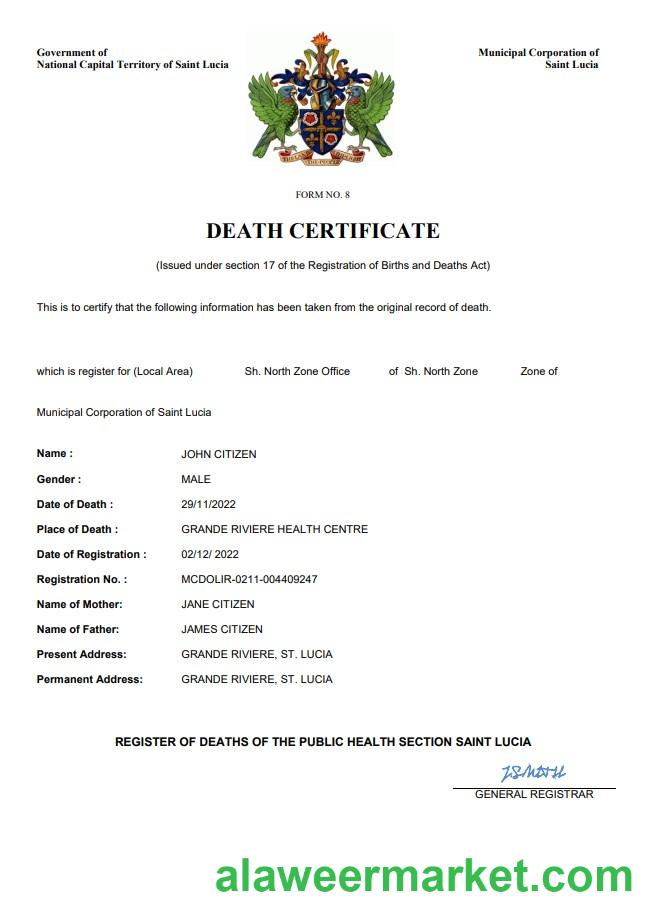 Government of
National Capital Territory of Saint Lucia
Municipal Corporation of
Saint Lucia
THE LAND THE PEOPLE THE LIGHT
FORM NO. 8
DEATH CERTIFICATE
(Issued under section 17 of the Registration of Births and Deaths Act)
This is to certify that the following information has been taken from the original record of death.
which is register for (Local Area) Sh. North Zone Office of Sh. North Zone Zone of
Municipal Corporation of Saint Lucia
Name : JOHN CITIZEN
Gender : MALE
Date of Death : 29/11/2022
Place of Death : GRANDE RIVIERE HEALTH CENTRE
Date of Registration : 02/12/ 2022
Registration No. : MCDOLIR-0211-004409247
Name of Mother: JANE CITIZEN
Name of Father: JAMES CITIZEN
Present Address: GRANDE RIVIERE, ST. LUCIA
Permanent Address: GRANDE RIVIERE, ST. LUCIA
REGISTER OF DEATHS OF THE PUBLIC HEALTH SECTION SAINT LUCIA
GENERAL REGISTRAR
alaweermarket.com